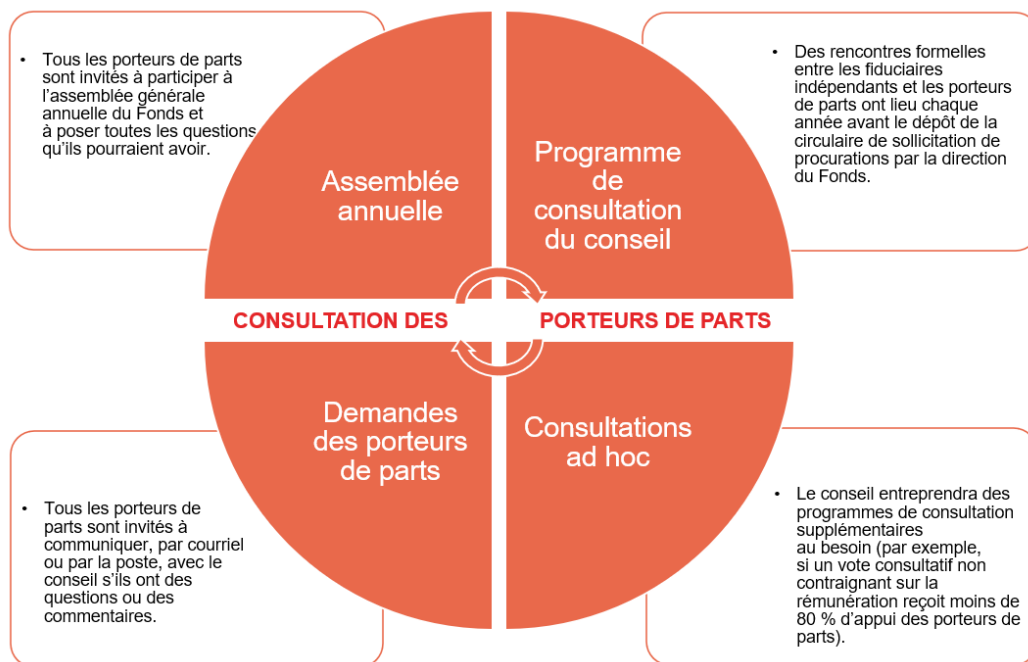 • Tous les porteurs de parts
sont invités à participer à
l'assemblée générale
annuelle du Fonds et
à poser toutes les questions
qu'ils pourraient avoir.
Assemblée
annuelle
Programme
de
consultation
du conseil
• Des rencontres formelles
entre les fiduciaires
indépendants et les porteurs
de parts ont lieu chaque
année avant le dépôt de la
circulaire de sollicitation de
procurations par la direction
du Fonds.
CONSULTATION DES PORTEURS DE PARTS
• Tous les porteurs de
parts sont invités à
communiquer, par courriel
ou par la poste, avec le
conseil s'ils ont des
questions ou des
commentaires.
Demandes
des porteurs
de parts
Consultations
ad hoc
• Le conseil entreprendra des
programmes de consultation
supplémentaires
au besoin (par exemple,
si un vote consultatif non
contraignant sur la
rémunération reçoit moins de
80 % d'appui des porteurs de
parts).